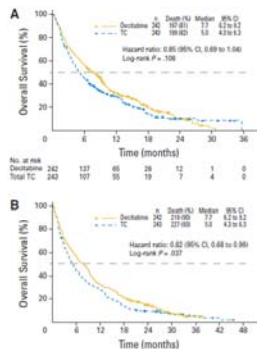 A
n Death (%) Median 95% CI
Decitabine 242 197 (81) 7.7 6.2 to 9.2
TC 243 199 (82) 5.0 4.3 to 6.3
Hazard ratio: 0.85 (95% CI, 0.69 to 1.04)
Log-rank P = .108
Overall Survival (%)
100
80
60
40
20
0 6 12 18 24 30 36
Time (months)
No. at risk
Decitabine 242 137 65 28 12 1 0
Total TC 243 107 55 19 7 4 0
B
n Death (%) Median 95% CI
Decitabine 242 219 (90) 7.7 6.2 to 9.2
TC 243 227 (93) 5.0 4.3 to 6.3
Hazard ratio: 0.82 (95% CI, 0.68 to 0.99)
Log-rank P = .037
Overall Survival (%)
100
80
60
40
20
0 6 12 18 24 30 36 42 48
Time (months)